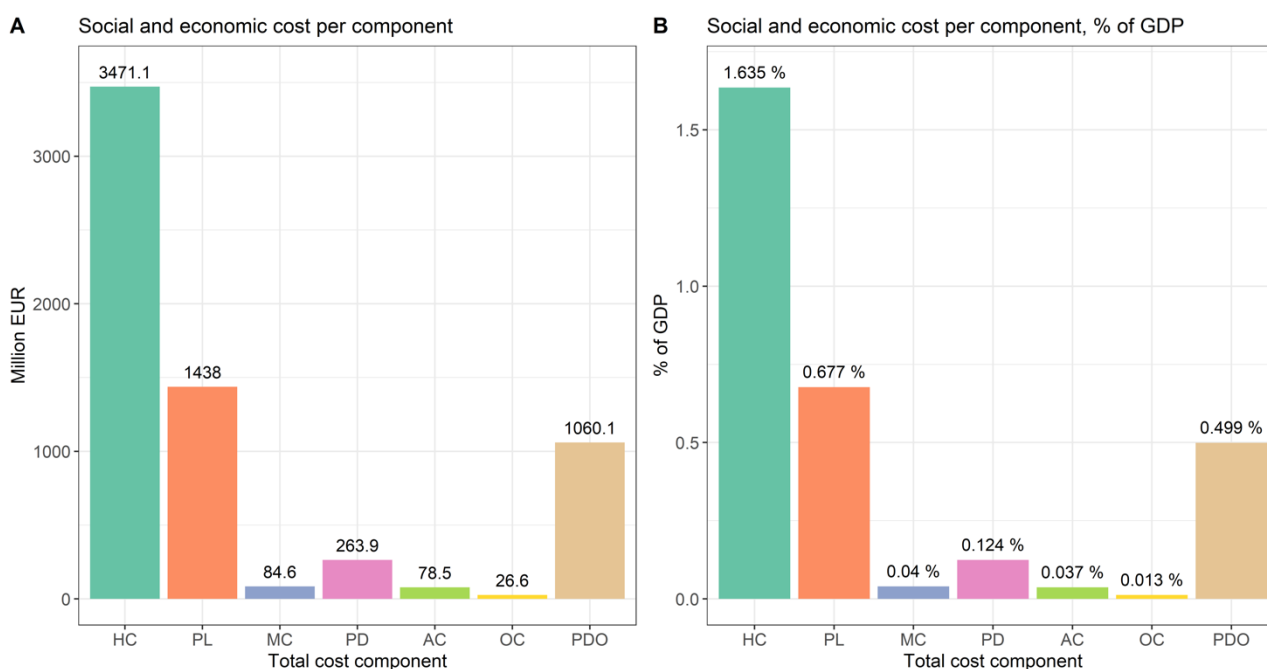 A Social and economic cost per component
3471.1
3000
2000
1438
1060.1
1000
263.9
84.6
78.5
26.6
0
Million EUR
HC PL MC PD AC OC PDO
Total cost component
B Social and economic cost per component, % of GDP
1.635 %
1.5
1.0
0.677 %
0.5
0.499 %
0.124 %
0.04 %
0.037 %
0.013 %
0.0
% of GDP
HC PL MC PD AC OC PDO
Total cost component